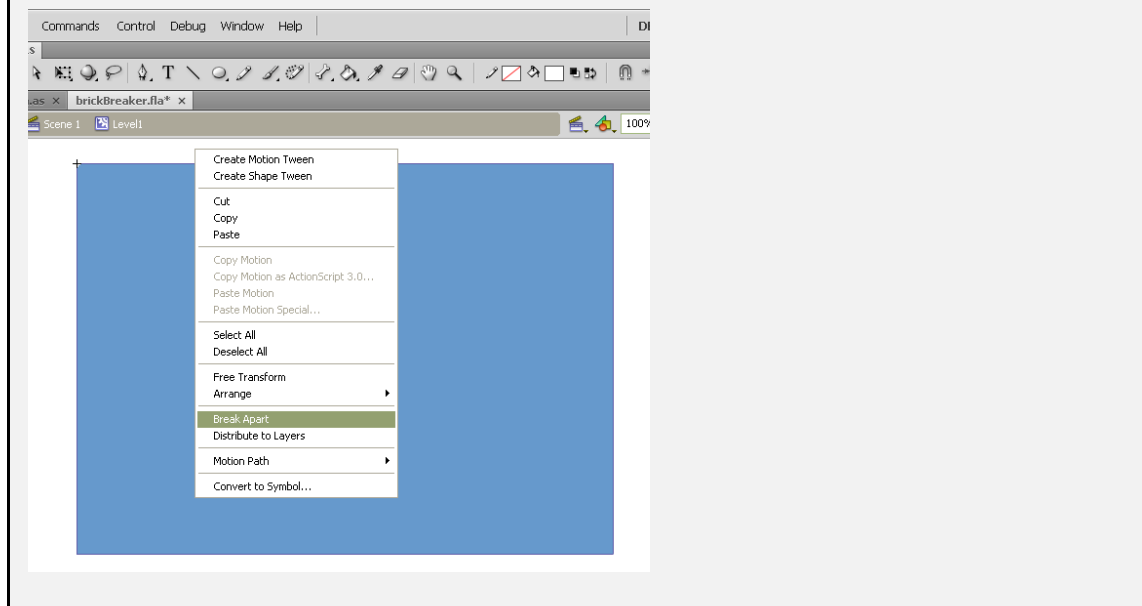 Commands Control Debug Window Help DE
s
T
.as × brickBreaker.fla* ×
Scene 1 Level1 100%
Create Motion Tween
Create Shape Tween
Cut
Copy
Paste
Copy Motion
Copy Motion as ActionScript 3.0...
Paste Motion
Paste Motion Special...
Select All
Deselect All
Free Transform
Arrange
Break Apart
Distribute to Layers
Motion Path
Convert to Symbol...